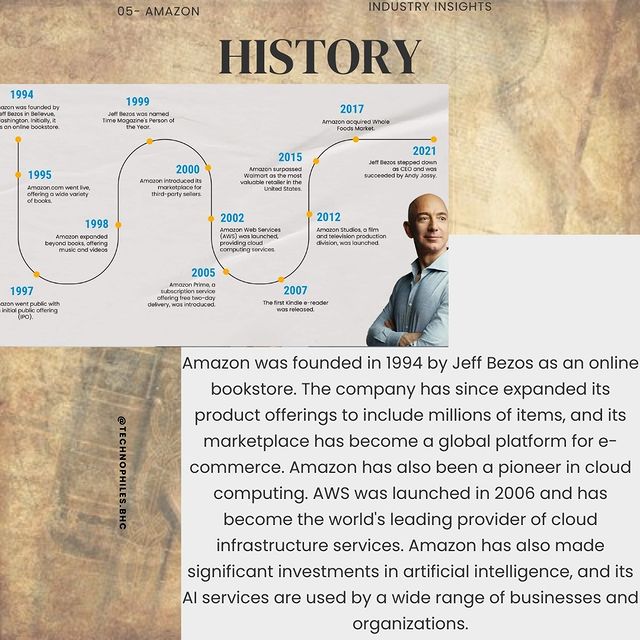 05- AMAZON
INDUSTRY INSIGHTS
HISTORY
1994
azon was founded by
Jeff Bezos in Bellevue,
ashington. Initially, it
s an online bookstore.
1995
Amazon.com went live,
offering a wide variety
of books.
1997
azon went public with
initial public offering
(IPO).
1998
Amazon expanded
beyond books, offering
music and videos
1999
Jeff Bezos was named
Time Magazine's Person of
the Year.
2000
Amazon introduced its
marketplace for
third-party sellers.
2002
Amazon Web Services
(AWS) was launched,
providing cloud
computing services.
2005
Amazon Prime, a
subscription service
offering free two-day
delivery, was introduced.
2007
The first Kindle e-reader
was released.
2012
Amazon Studios, a film
and television production
division, was launched.
2015
Amazon surpassed
Walmart as the most
valuable retailer in the
United States.
2017
Amazon acquired Whole
Foods Market.
2021
Jeff Bezos stepped down
as CEO and was
succeeded by Andy Jassy.
Amazon was founded in 1994 by Jeff Bezos as an online
bookstore. The company has since expanded its
product offerings to include millions of items, and its
marketplace has become a global platform for e-
commerce. Amazon has also been a pioneer in cloud
computing. AWS was launched in 2006 and has
become the world's leading provider of cloud
infrastructure services. Amazon has also made
significant investments in artificial intelligence, and its
AI services are used by a wide range of businesses and
organizations.
@TECHNOPHILES.BHC